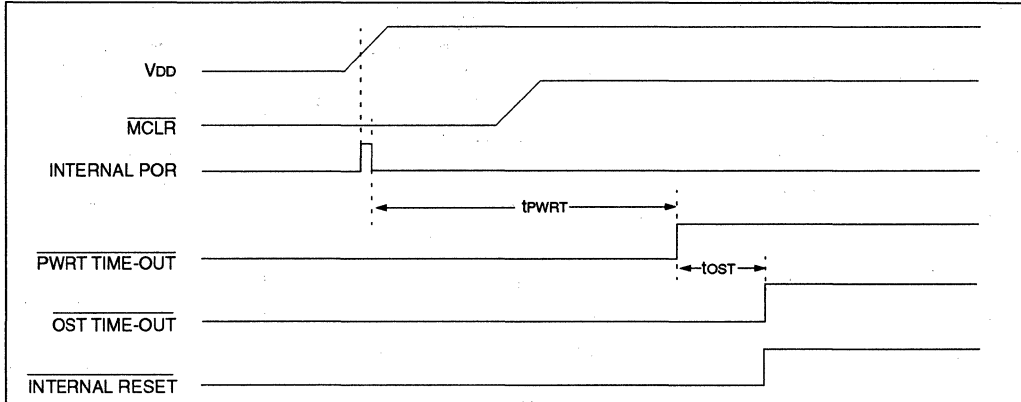 VDD
MCLR
INTERNAL POR
tPWRT
PWRT TIME-OUT
tOST
OST TIME-OUT
INTERNAL RESET